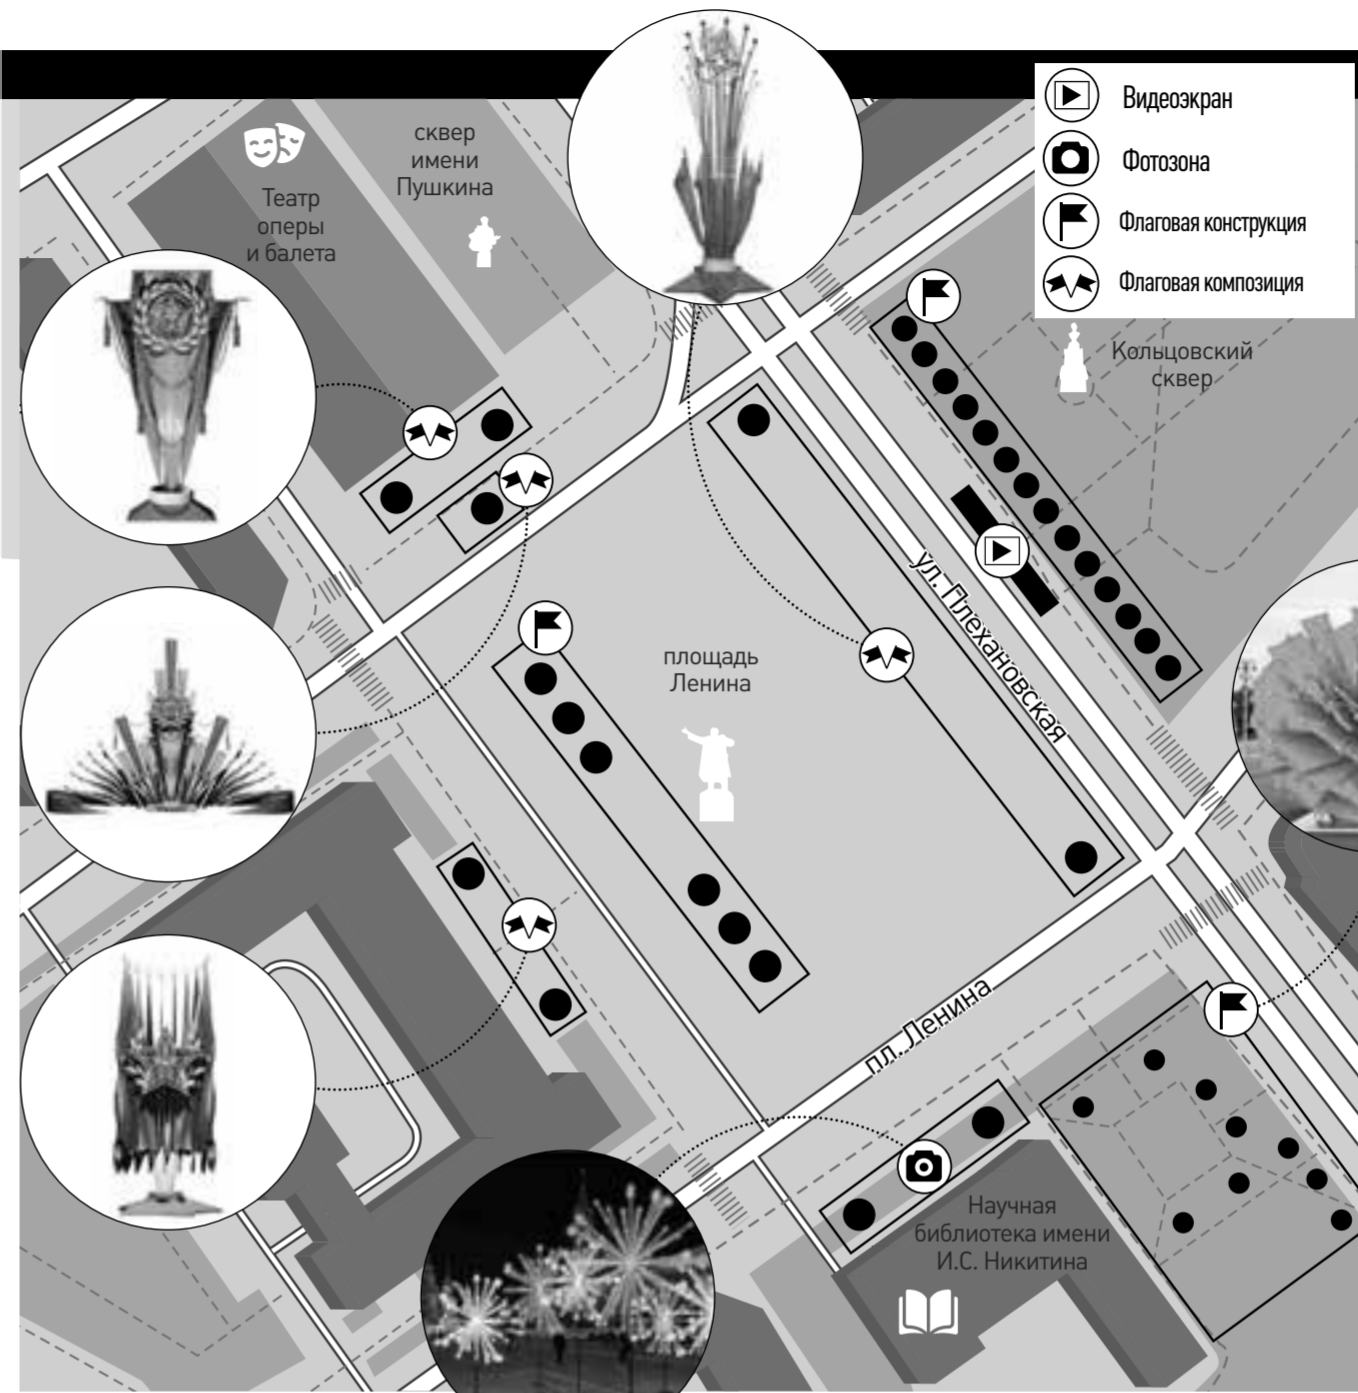 Видеоэкран
Фотозона
Флаговая конструкция
Флаговая композиция
сквер
имени
Пушкина
Театр
оперы
и балета
Кольцовский
сквер
ул. Плехановская
площадь
Ленина
пл. Ленина
Научная
библиотека имени
И.С. Никитина